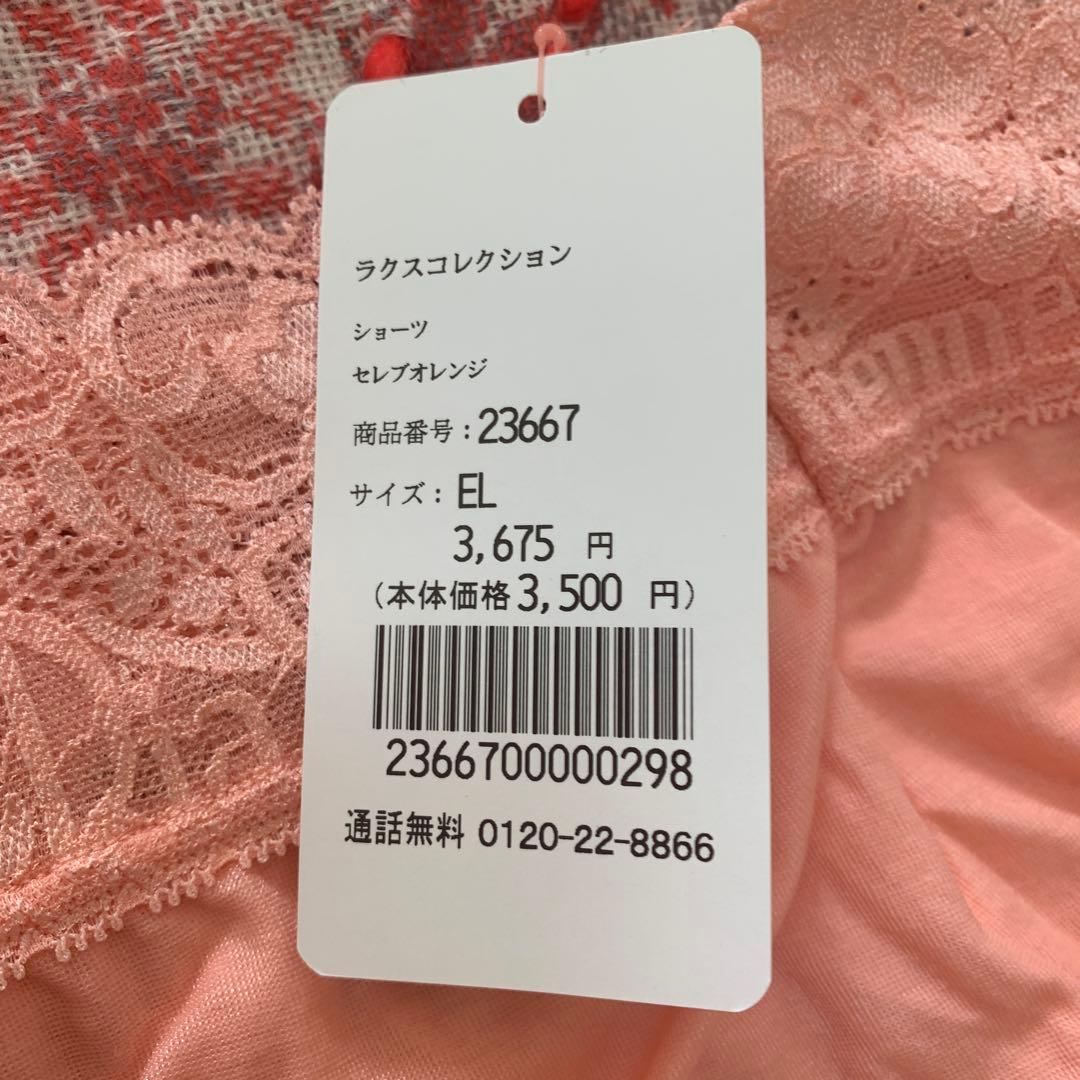 ラクスコレクション
ショーツ
セレブオレンジ
商品番号：23667
サイズ： EL
3,675 円
（本体価格3,500 円）
2366700000298
通話無料 0120-22-8866